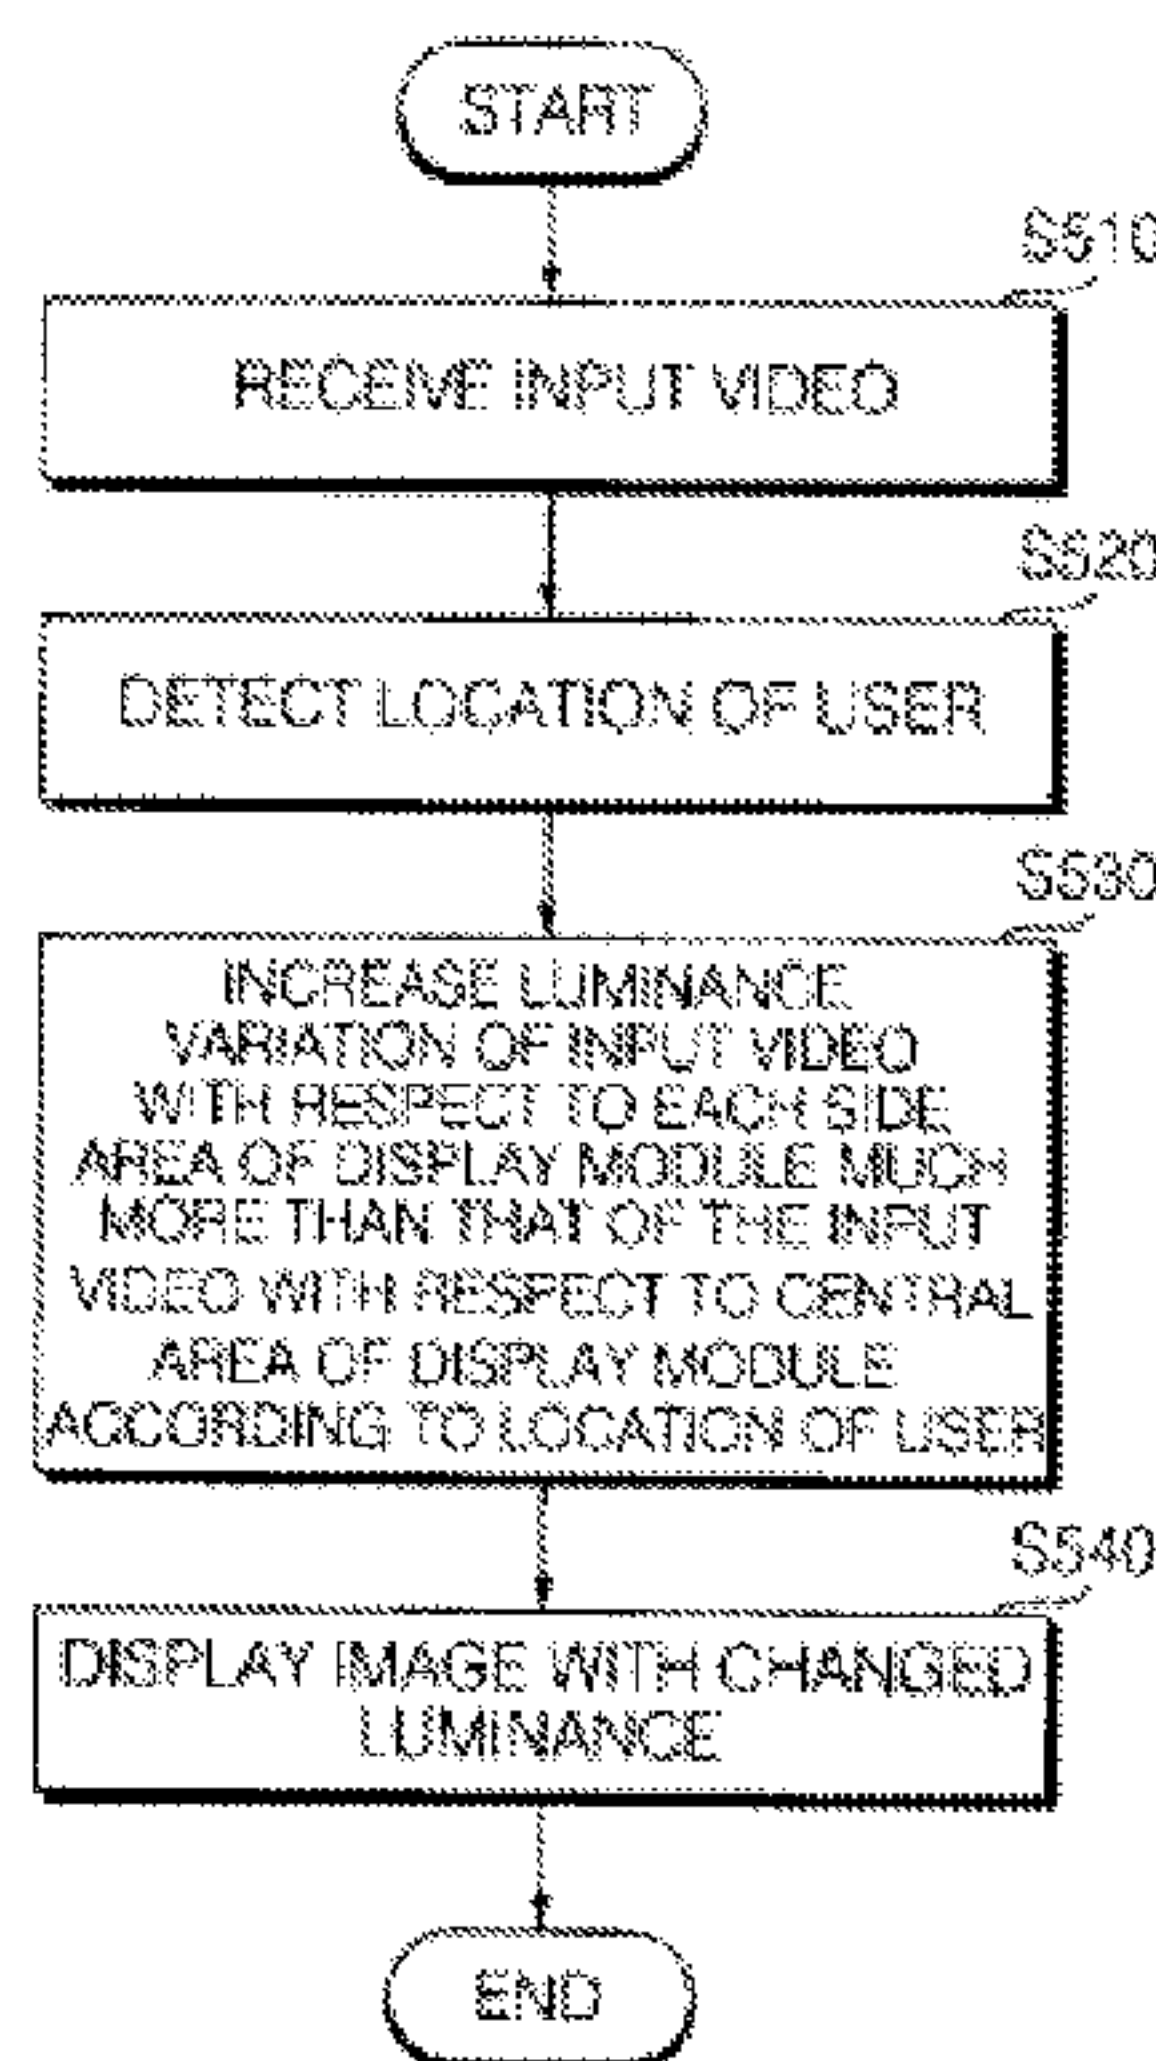 START
S510
RECEIVE INPUT VIDEO
S520
DETECT LOCATION OF USER
S530
INCREASE LUMINANCE
VARIATION OF INPUT VIDEO
WITH RESPECT TO EACH SIDE
AREA OF DISPLAY MODULE MUCH
MORE THAN THAT OF THE INPUT
VIDEO WITH RESPECT TO CENTRAL
AREA OF DISPLAY MODULE
ACCORDING TO LOCATION OF USER
S540
DISPLAY IMAGE WITH CHANGED
LUMINANCE
END